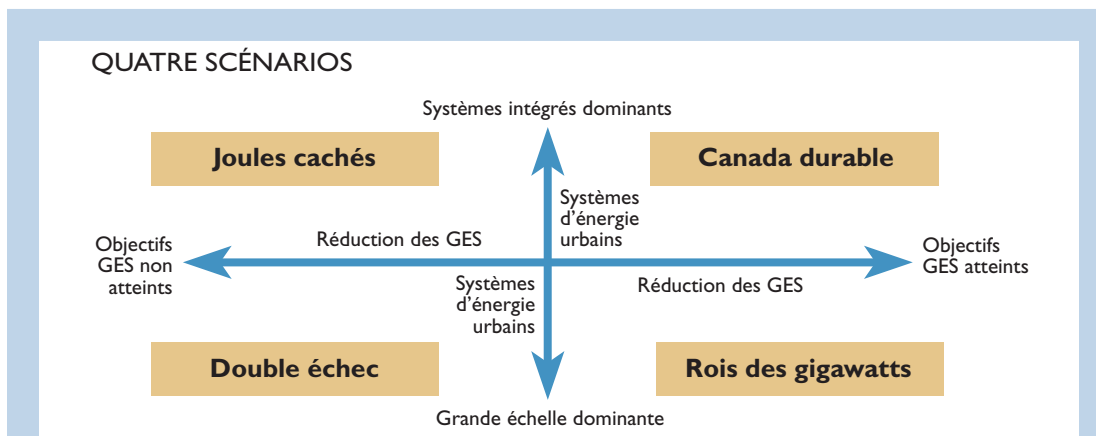 QUATRE SCÉNARIOS
Systèmes intégrés dominants
Joules cachés
Canada durable
Systèmes
d'énergie
urbains
Réduction des GES
Objectifs
GES non
atteints
Objectifs
GES atteints
Réduction des GES
Systèmes
d'énergie
urbains
Double échec
Rois des gigawatts
Grande échelle dominante